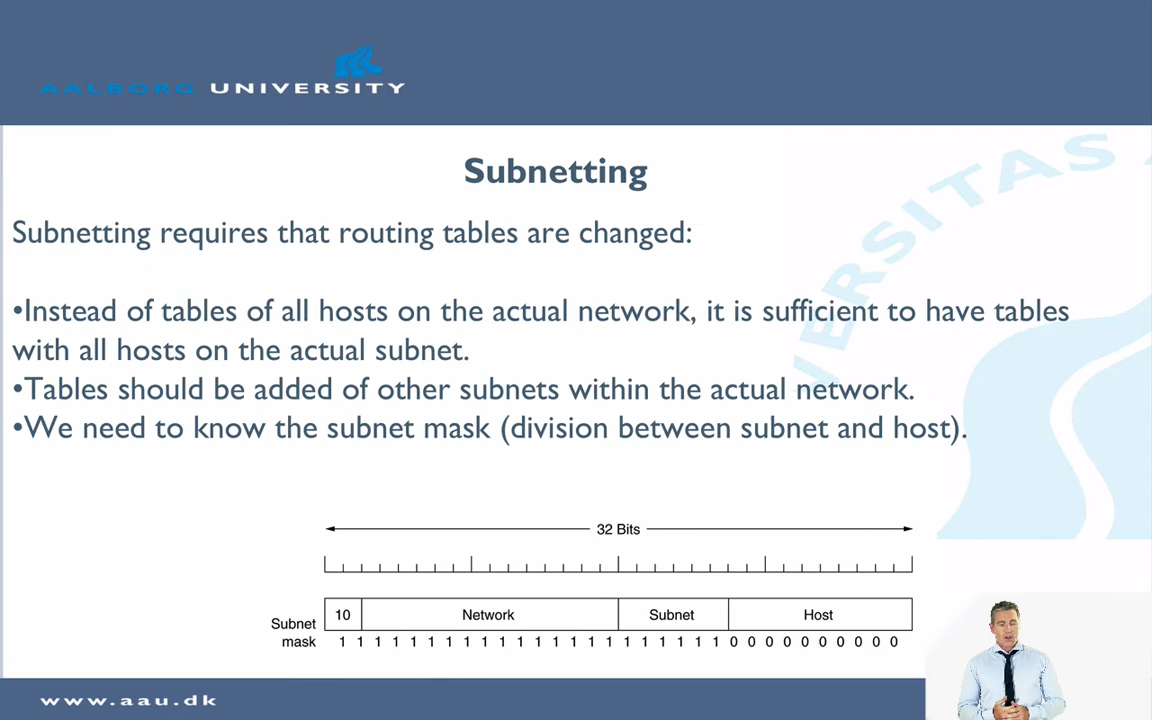 AALBORG UNIVERSITY
VERSITAS A
Subnetting
Subnetting requires that routing tables are changed:
•Instead of tables of all hosts on the actual network, it is sufficient to have tables
with all hosts on the actual subnet.
•Tables should be added of other subnets within the actual network.
•We need to know the subnet mask (division between subnet and host).
32 Bits
10 Network Subnet Host
Subnet
mask 1 1 1 1 1 1 1 1 1 1 1 1 1 1 1 1 1 1 1 1 1 1 0 0 0 0 0 0 0 0 0 0
www.aau.dk